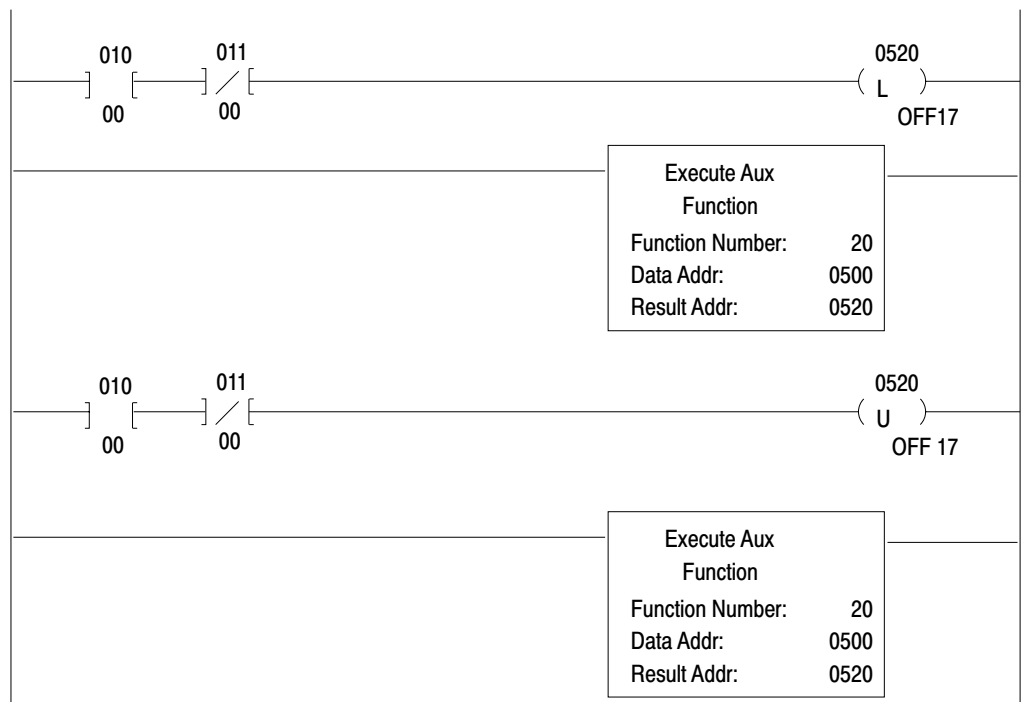 010 011 0520
L
00 00 OFF17
Execute Aux
Function
Function Number: 20
Data Addr: 0500
Result Addr: 0520
010 011 0520
U
00 00 OFF 17
Execute Aux
Function
Function Number: 20
Data Addr: 0500
Result Addr: 0520